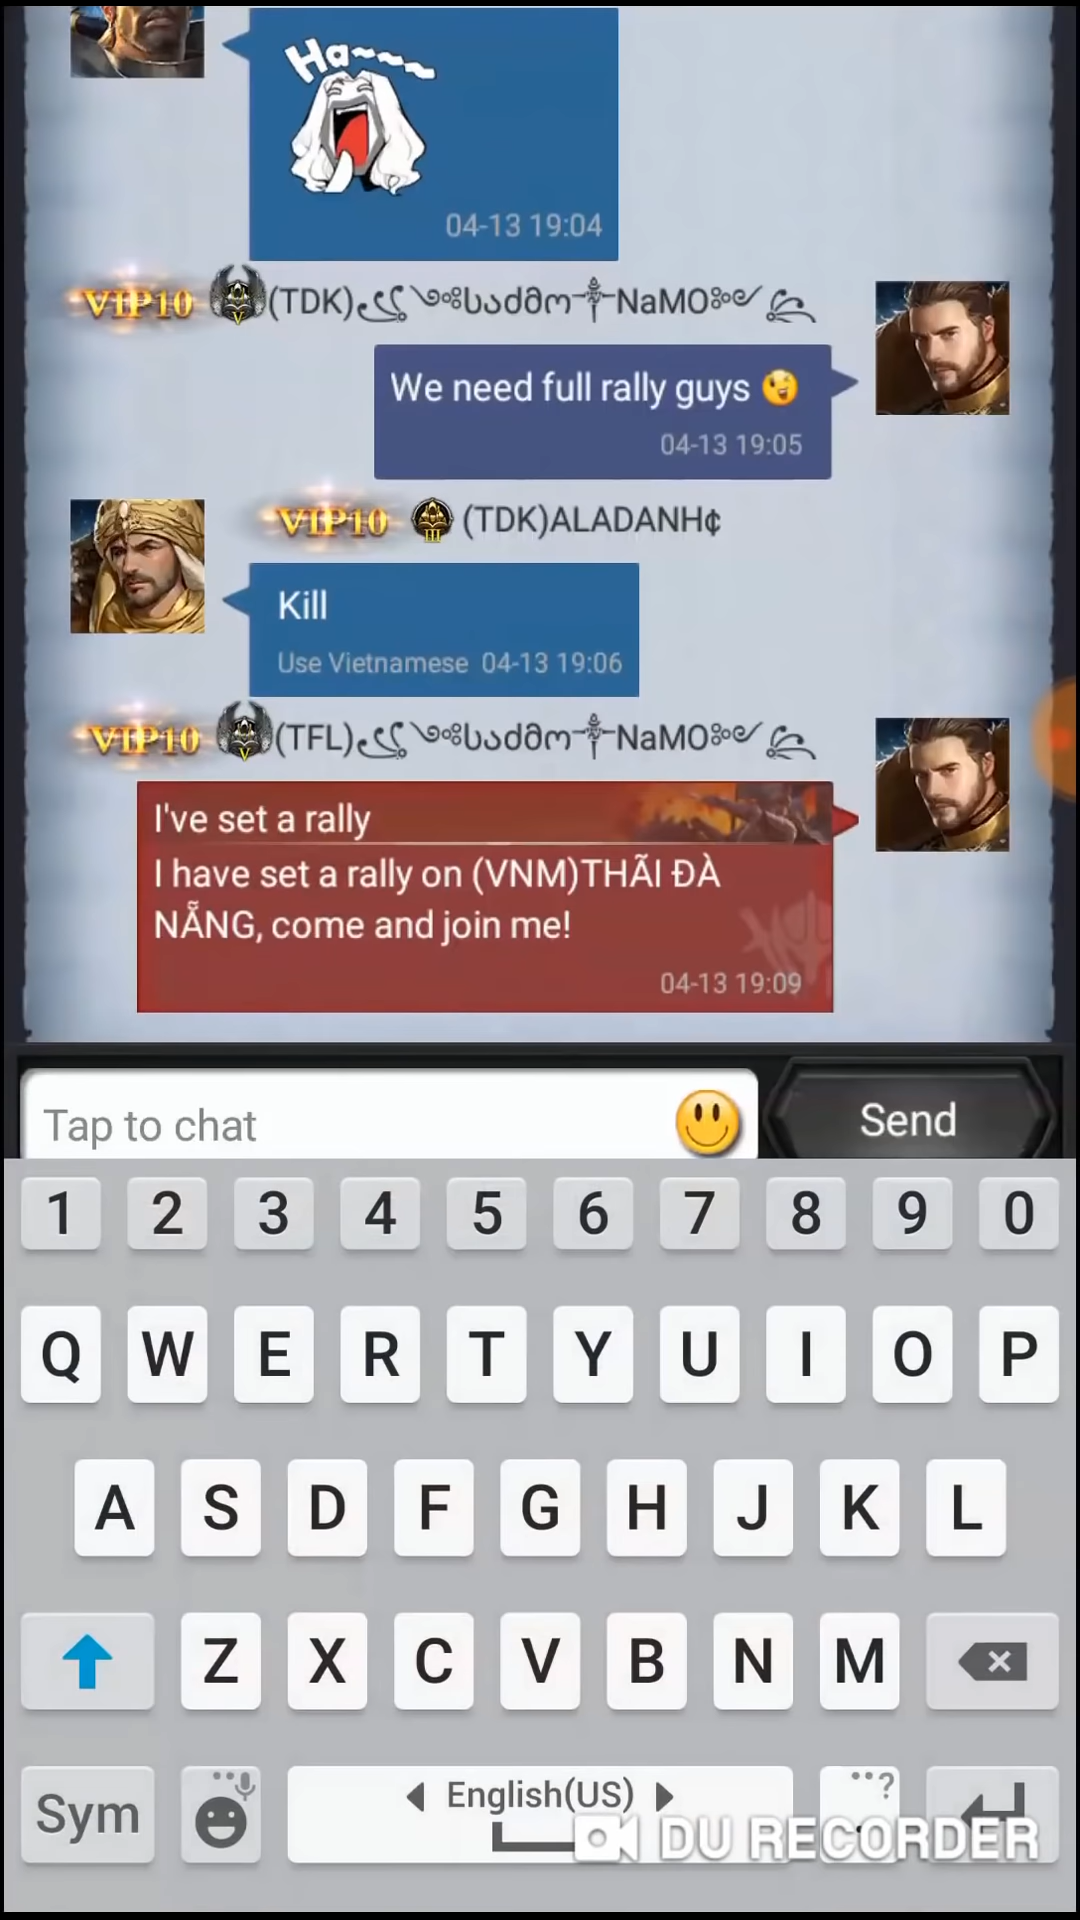 Ha~~~
04-13 19:04
VIP10 V (TDK)საძმო NaMO
We need full rally guys
04-13 19:05
VIP10 III (TDK)ALADANH¢
Kill
Use Vietnamese 04-13 19:06
VIP10 V (TFL)საძმო NaMO
I've set a rally
I have set a rally on (VNM)THÃI ĐÀ
NẴNG, come and join me!
04-13 19:09
Tap to chat
Send
1 2 3 4 5 6 7 8 9 0
Q W E R T Y U I O P
A S D F G H J K L
Z X C V B N M
Sym
English(US)
?
DU RECORDER